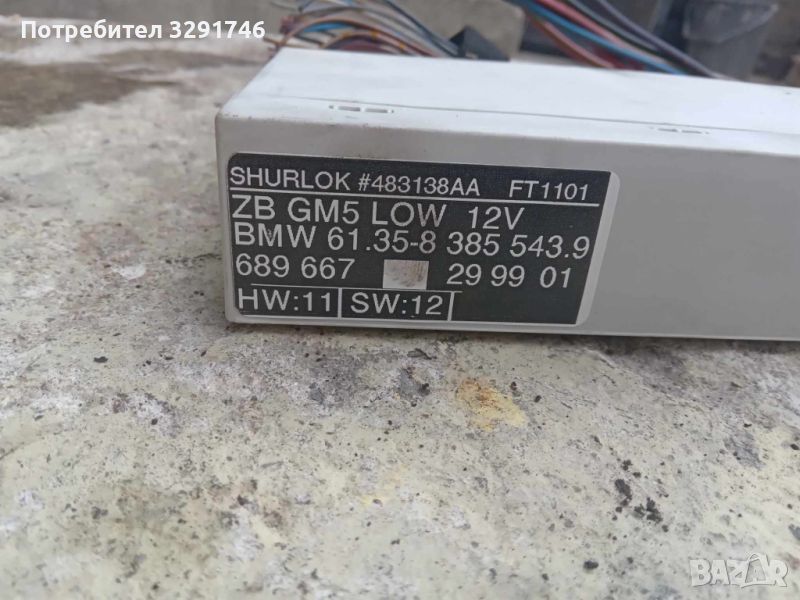 Потребител 3291746
SHURLOK #483138AA FT1101
ZB GM5 LOW 12V
BMW 61.35-8 385 543.9
689 667 29 99 01
HW:11 SW:12
BAZAR